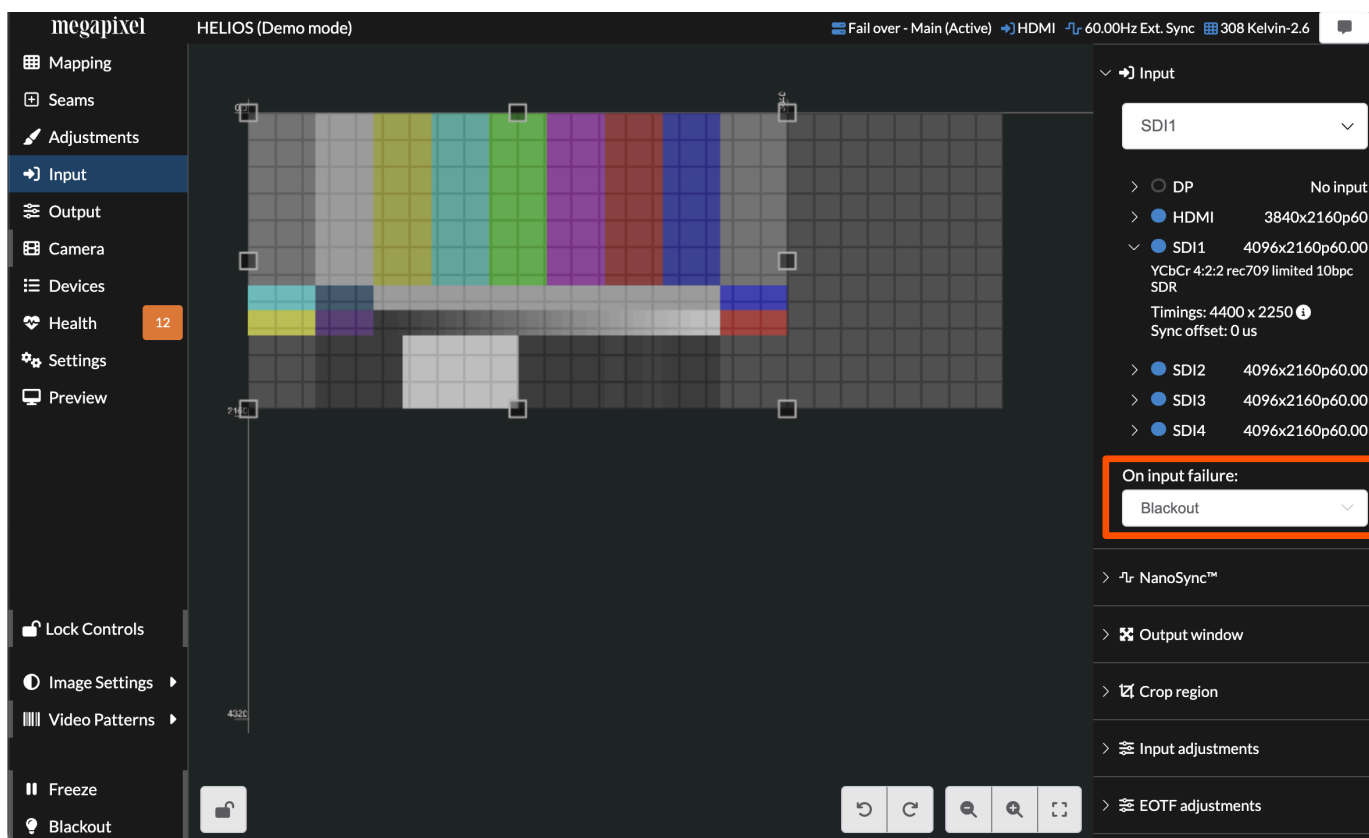 megapixel
HELIOS (Demo mode)
Fail over - Main (Active) HDMI 60.00Hz Ext. Sync 308 Kelvin-2.6
Mapping
Seams
Adjustments
Input
Output
Camera
Devices
Health 12
Settings
Preview
Lock Controls
Image Settings
Video Patterns
Freeze
Blackout
2160
4320
Input
SDI1
DP No input
HDMI 3840x2160p60
SDI1 4096x2160p60.00
YCbCr 4:2:2 rec709 limited 10bpc
SDR
Timings: 4400 x 2250
Sync offset: 0 us
SDI2 4096x2160p60.00
SDI3 4096x2160p60.00
SDI4 4096x2160p60.00
On input failure:
Blackout
NanoSync™
Output window
Crop region
Input adjustments
EOTF adjustments